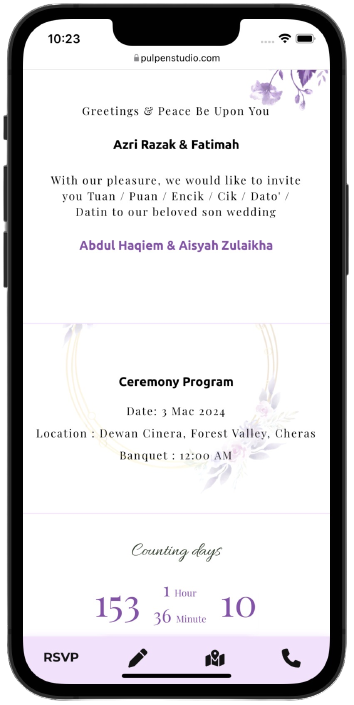 10:23
pulpenstudio.com
Greetings & Peace Be Upon You
Azri Razak & Fatimah
With our pleasure, we would like to invite
you Tuan / Puan / Encik / Cik / Dato' /
Datin to our beloved son wedding
Abdul Haqiem & Aisyah Zulaikha
Ceremony Program
Date: 3 Mac 2024
Location : Dewan Cinera, Forest Valley, Cheras
Banquet : 12:00 AM
Counting days
153
1 Hour
36 Minute
10
RSVP